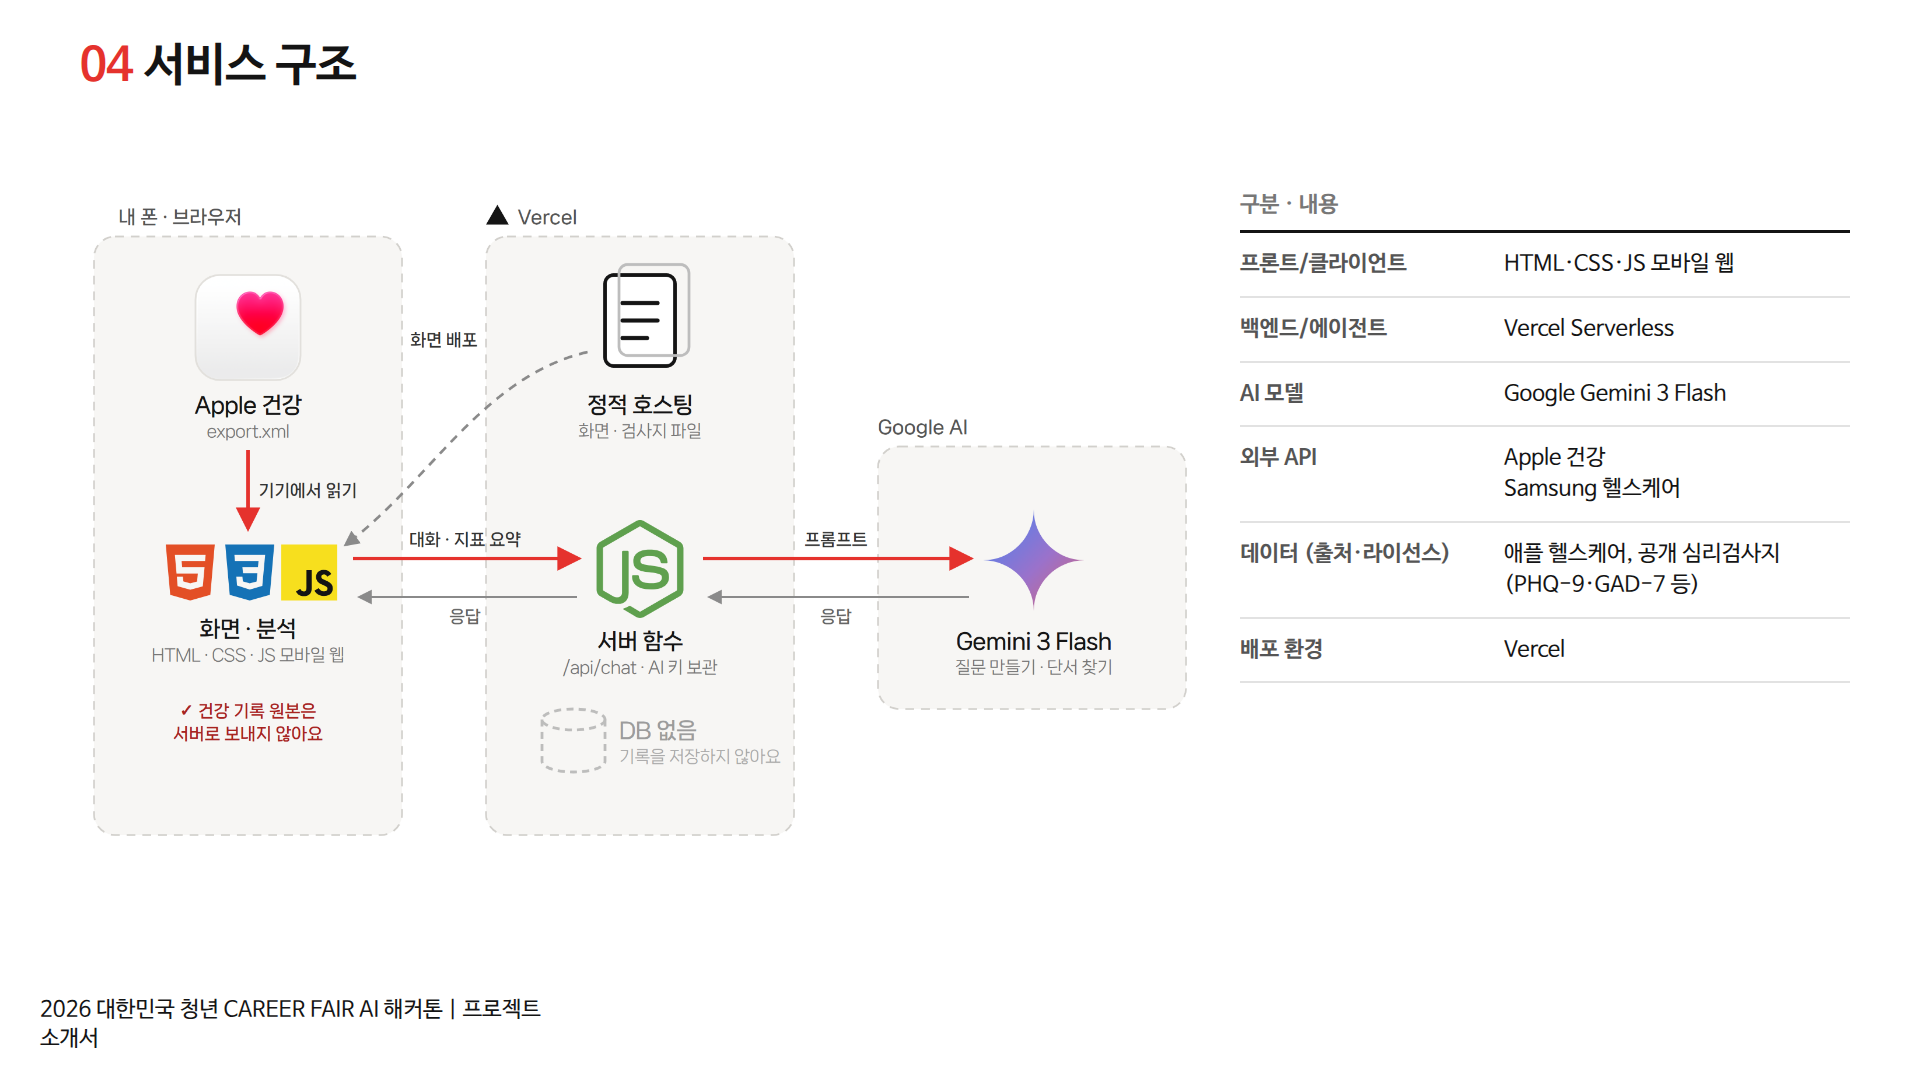 04 서비스 구조
내 폰 · 브라우저
Apple 건강
export.xml
기기에서 읽기
JS
화면 · 분석
HTML · CSS · JS 모바일 웹
✓ 건강 기록 원본은
서버로 보내지 않아요
화면 배포
대화 · 지표 요약
응답
Vercel
정적 호스팅
화면 · 검사지 파일
JS
서버 함수
/api/chat · AI 키 보관
DB 없음
기록을 저장하지 않아요
프롬프트
응답
Google AI
Gemini 3 Flash
질문 만들기 · 단서 찾기
구분 · 내용
프론트/클라이언트 HTML·CSS·JS 모바일 웹
백엔드/에이전트 Vercel Serverless
AI 모델 Google Gemini 3 Flash
외부 API Apple 건강
Samsung 헬스케어
데이터 (출처·라이선스) 애플 헬스케어, 공개 심리검사지
(PHQ-9·GAD-7 등)
배포 환경 Vercel
2026 대한민국 청년 CAREER FAIR AI 해커톤 | 프로젝트
소개서